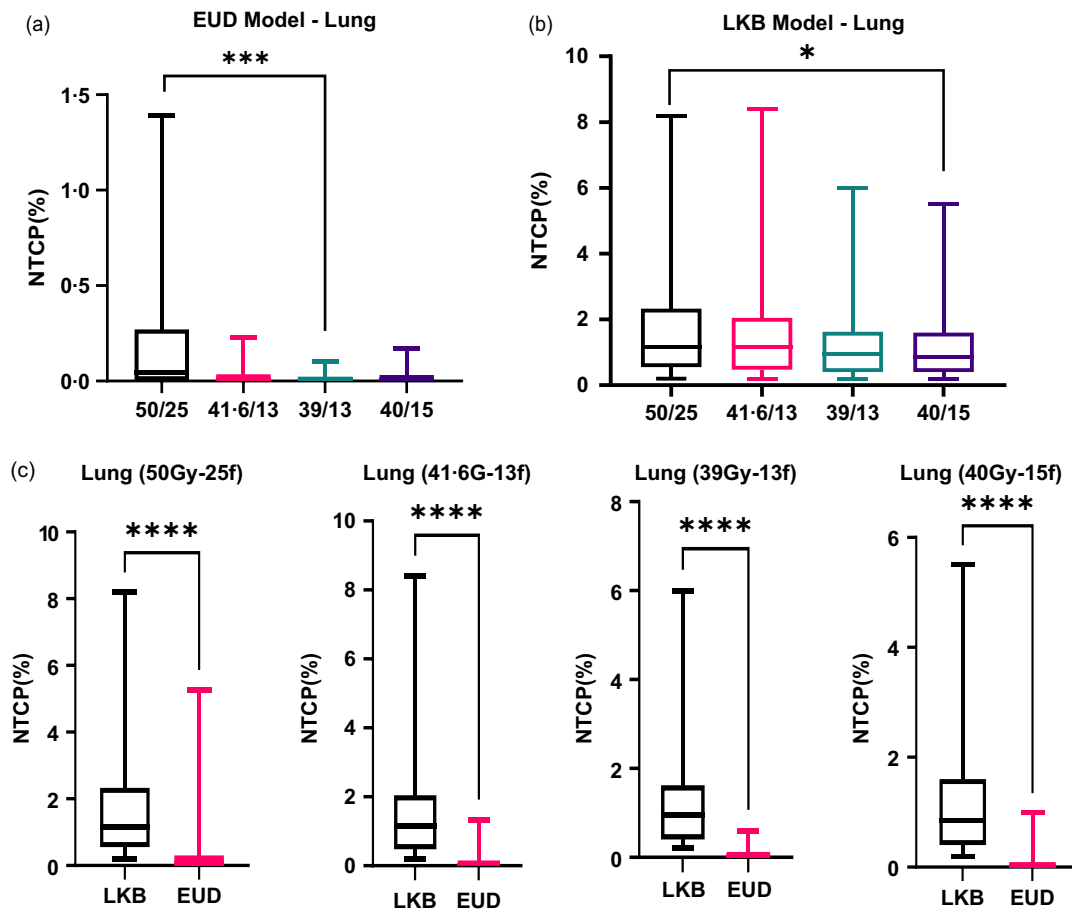 (a)
EUD Model - Lung
***
NTCP(%)
1·5
1·0
0·5
0·0
50/25 41·6/13 39/13 40/15
(b)
LKB Model - Lung
*
NTCP(%)
10
8
6
4
2
0
50/25 41·6/13 39/13 40/15
(c)
Lung (50Gy-25f)
****
NTCP(%)
10
8
6
4
2
0
LKB EUD
Lung (41·6G-13f)
****
NTCP(%)
10
8
6
4
2
0
LKB EUD
Lung (39Gy-13f)
****
NTCP(%)
8
6
4
2
0
LKB EUD
Lung (40Gy-15f)
****
NTCP(%)
6
4
2
0
LKB EUD